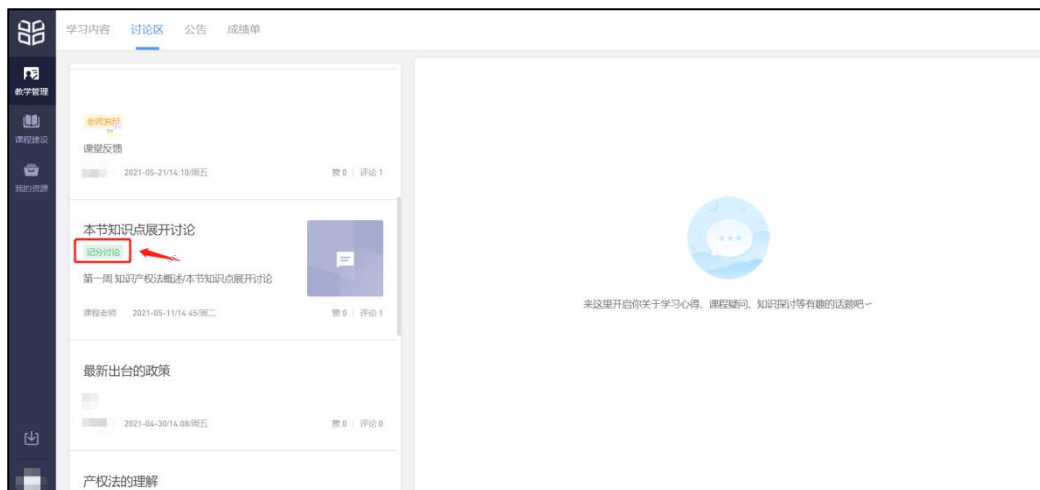 学习内容 讨论区 公告 成绩单
教学管理
课程建设
我的资源
老师发起
课堂反馈
2021-05-21/14:10/周五 赞 0 | 评论 1
本节知识点展开讨论
记分讨论
第一周 知识产权法概述/本节知识点展开讨论
课程老师 2021-05-11/14:45/周二 赞 0 | 评论 1
最新出台的政策
2021-04-30/14:08/周五 赞 0 | 评论 0
产权法的理解
来这里开启你关于学习心得、课程疑问、知识探讨等有趣的话题吧~